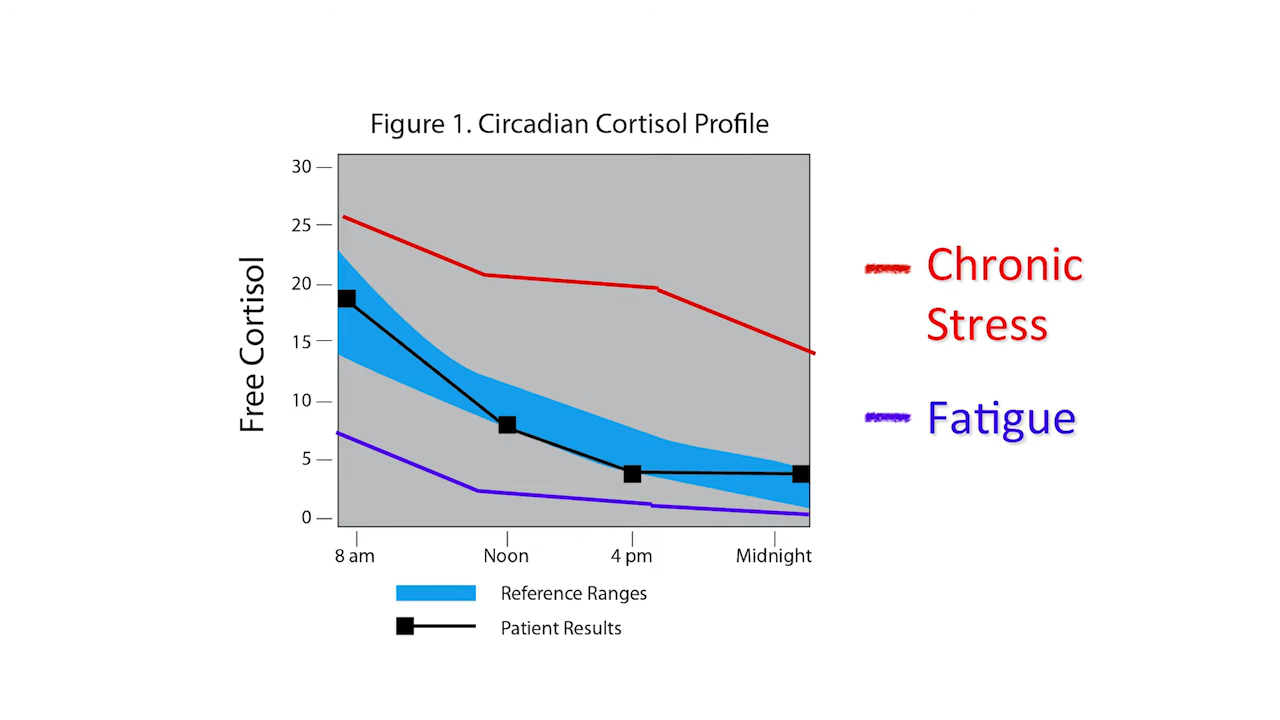 Figure 1. Circadian Cortisol Profile
Free Cortisol
30
25
20
15
10
5
0
8 am
Noon
4 pm
Midnight
Reference Ranges
Patient Results
Chronic
Stress
Fatigue